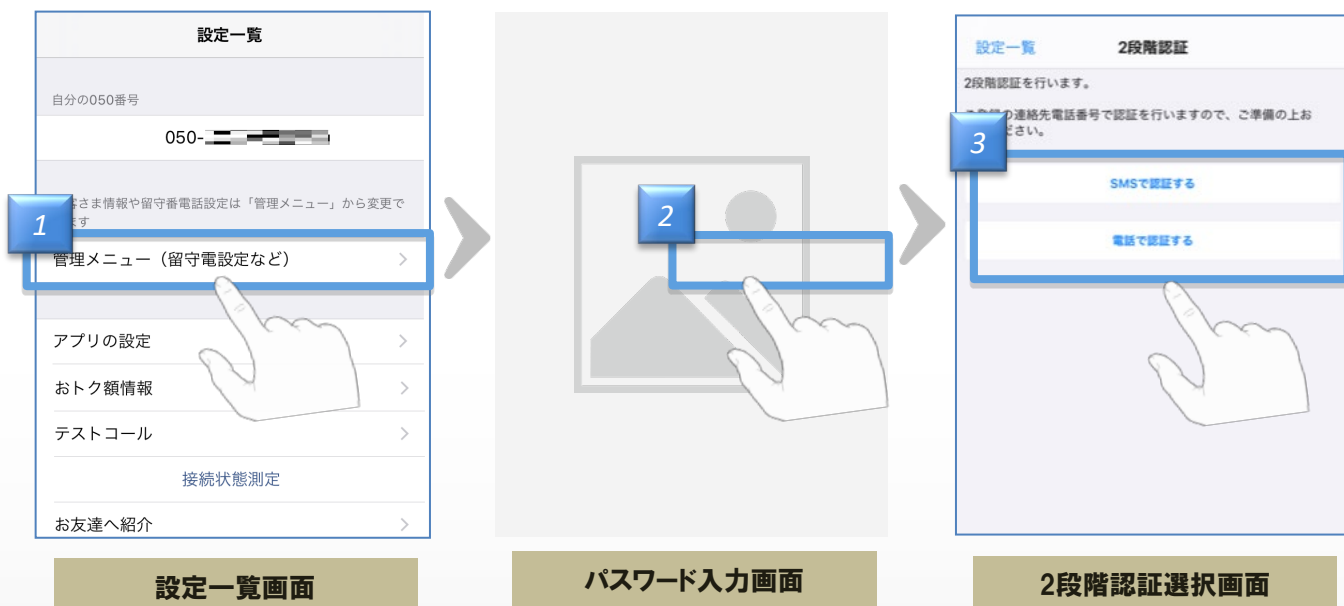 設定一覧
自分の050番号
050-
1
さま情報や留守番電話設定は「管理メニュー」から変更で
ます
管理メニュー（留守電設定など）
アプリの設定
おトク額情報
テストコール
接続状態測定
お友達へ紹介
設定一覧画面
2
パスワード入力画面
設定一覧
2段階認証
2段階認証を行います。
の連絡先電話番号で認証を行いますので、ご準備の上お
ださい。
3
SMSで認証する
電話で認証する
2段階認証選択画面